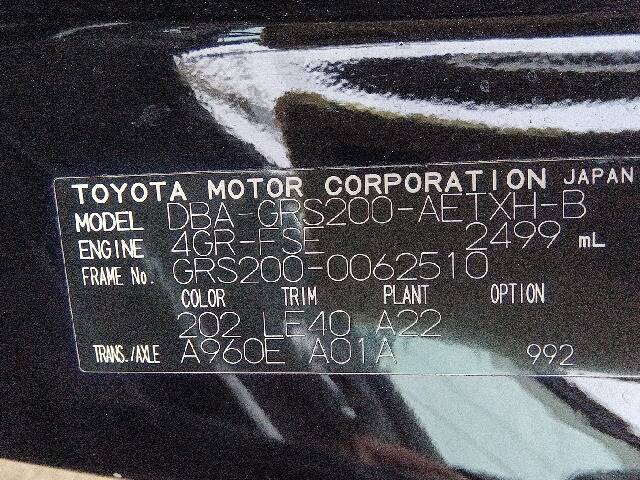 TOYOTA MOTOR CORPORATION JAPAN
MODEL DBA-GRS200-AETXH-B
ENGINE 4GR-FSE 2499 mL
FRAME No. GRS200-0062510
COLOR TRIM PLANT OPTION
202 LE40 A22
TRANS./AXLE A960E A01A 992